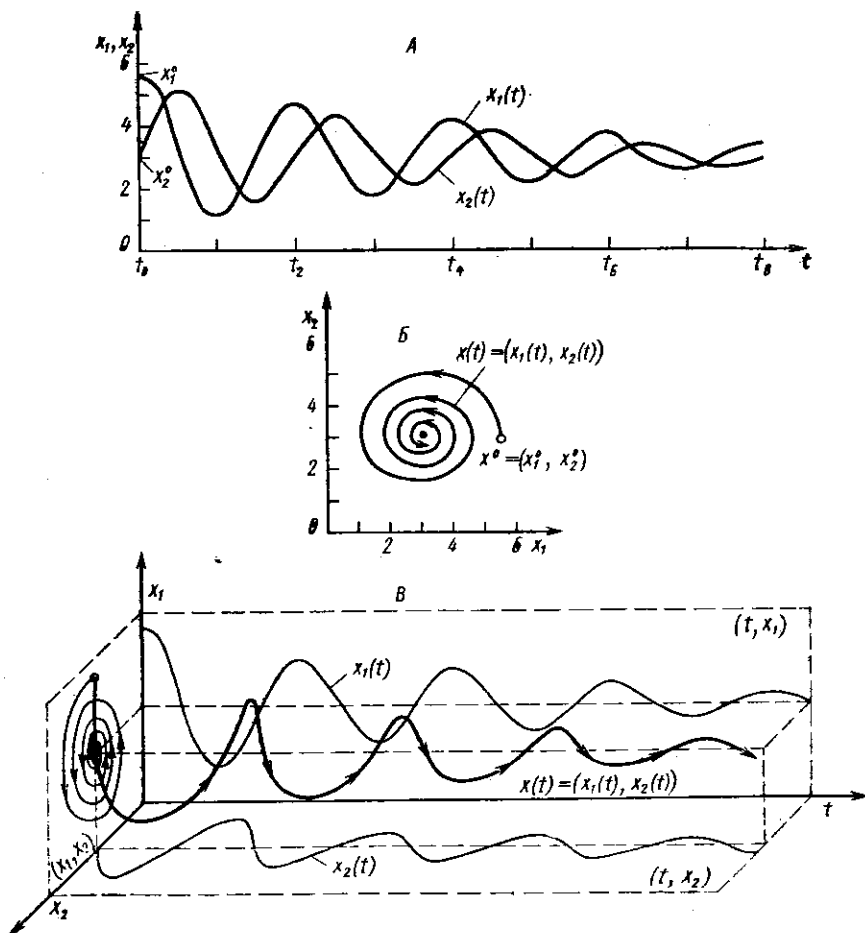 x₁, x₂
А
6
x₁⁰
x₁(t)
4
2
x₂⁰
x₂(t)
0
t₀
t₂
t₄
t₆
t₈
t
x₂
Б
6
x(t)=(x₁(t), x₂(t))
4
2
x⁰=(x₁⁰, x₂⁰)
0
2
4
6
x₁
x₁
В
(t, x₁)
x₁(t)
x(t)=(x₁(t), x₂(t))
t
(x₁, x₂)
x₂(t)
(t, x₂)
x₂